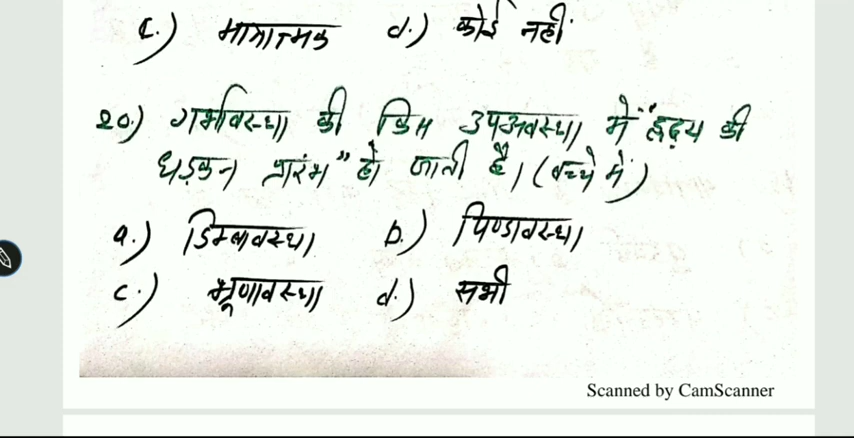 c.) मात्रात्मक d.) कोई नहीं
20.) गर्भावस्था की किस उपअवस्था में "हृदय की
धड़कन प्रारंभ" हो जाती है। (बच्चे में)
a.) डिम्बावस्था b.) पिण्डावस्था
c.) भ्रूणावस्था d.) सभी
Scanned by CamScanner